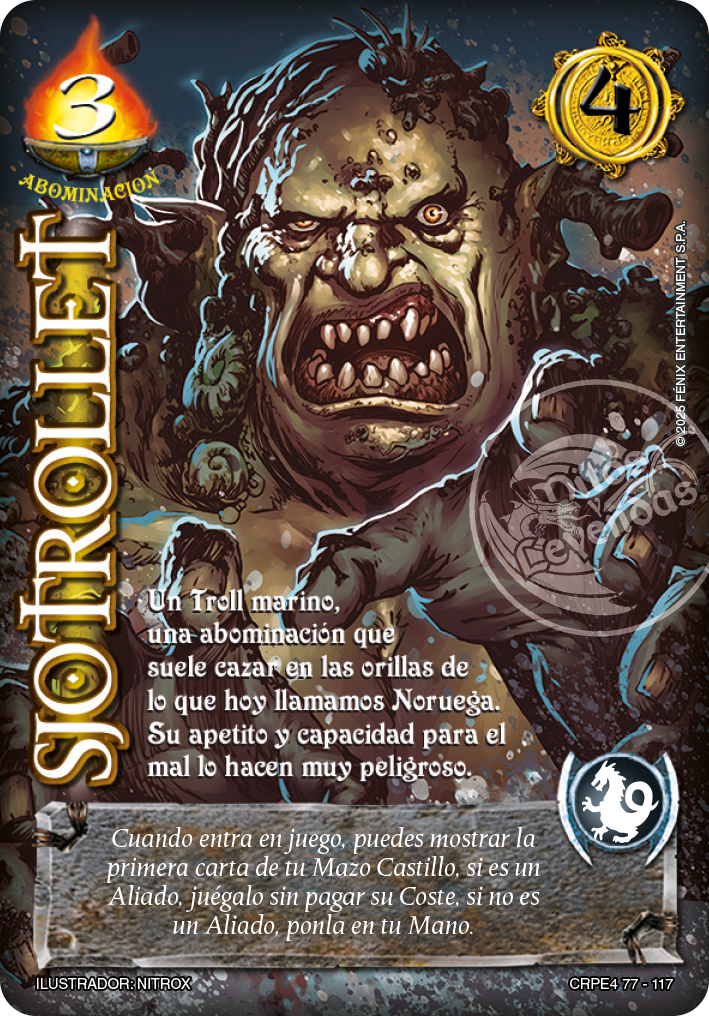 3
4
ABOMINACIÓN
SJOTROLLET
© 2025 FÉNIX ENTERTAINMENT S.P.A.
Mitos
y
Leyendas
Un Troll marino,
una abominación que
suele cazar en las orillas de
lo que hoy llamamos Noruega.
Su apetito y capacidad para el
mal lo hacen muy peligroso.
Cuando entra en juego, puedes mostrar la
primera carta de tu Mazo Castillo, si es un
Aliado, juégalo sin pagar su Coste, si no es
un Aliado, ponla en tu Mano.
ILUSTRADOR: NITROX
CRPE4 77 - 117